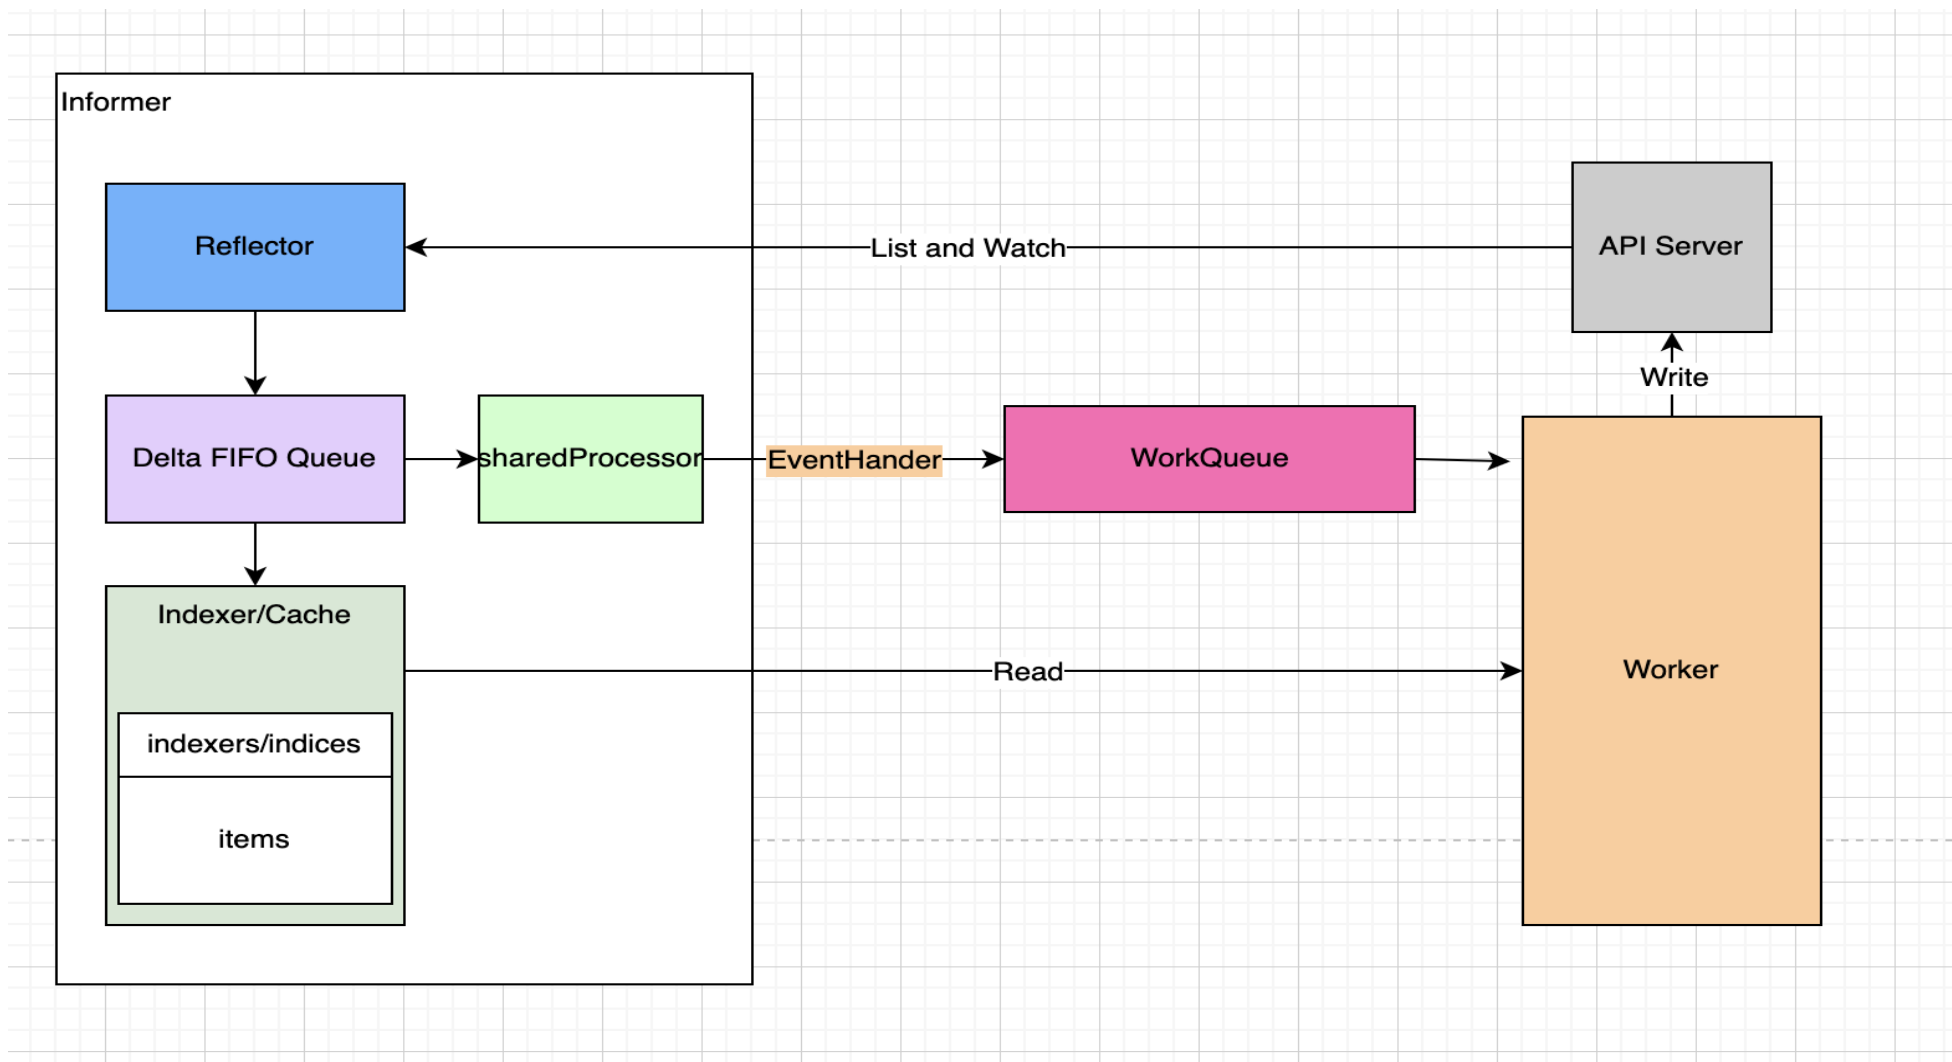 Informer
Reflector
List and Watch
API Server
Write
Delta FIFO Queue
sharedProcessor
EventHander
WorkQueue
Indexer/Cache
Read
Worker
indexers/indices
items